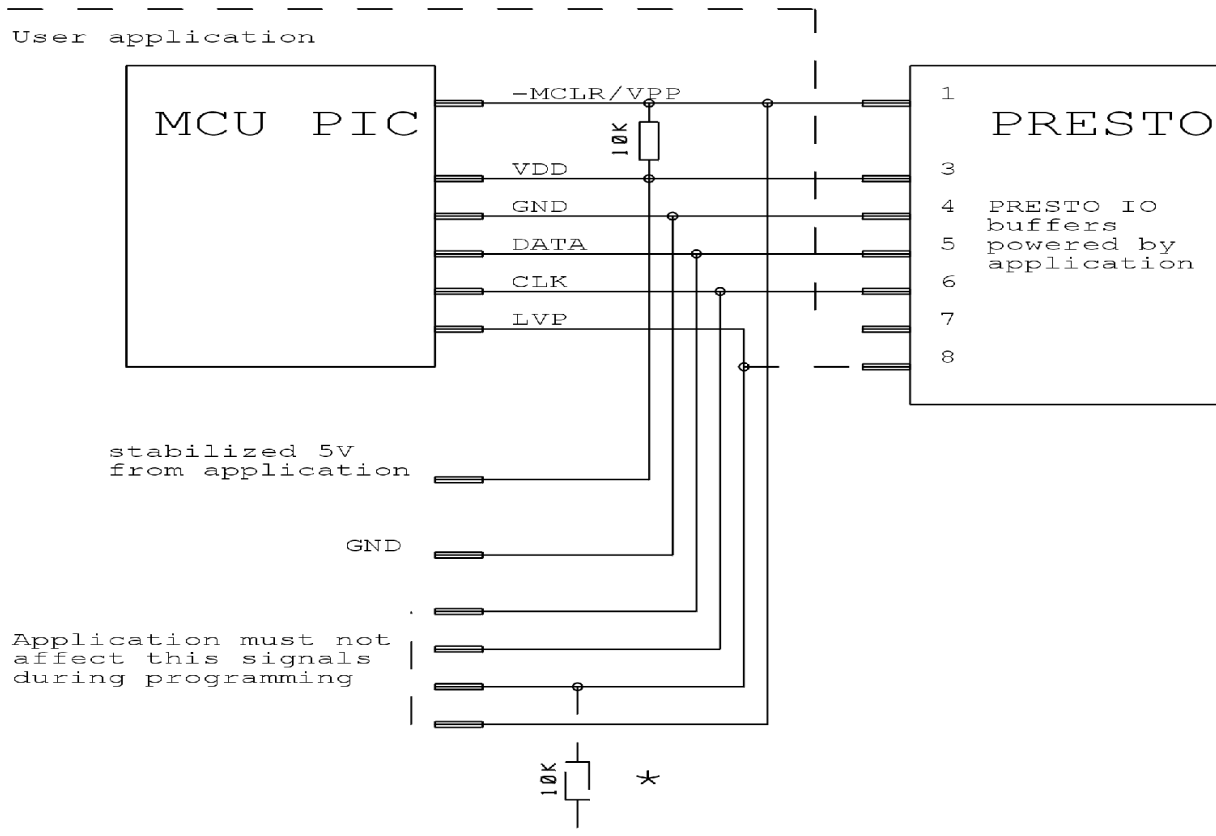 User application
MCU PIC
-MCLR/VPP
10K
VDD
GND
DATA
CLK
LVP
PRESTO
1
3
4
5
6
7
8
PRESTO IO
buffers
powered by
application
stabilized 5V
from application
GND
Application must not
affect this signals
during programming
10K
*